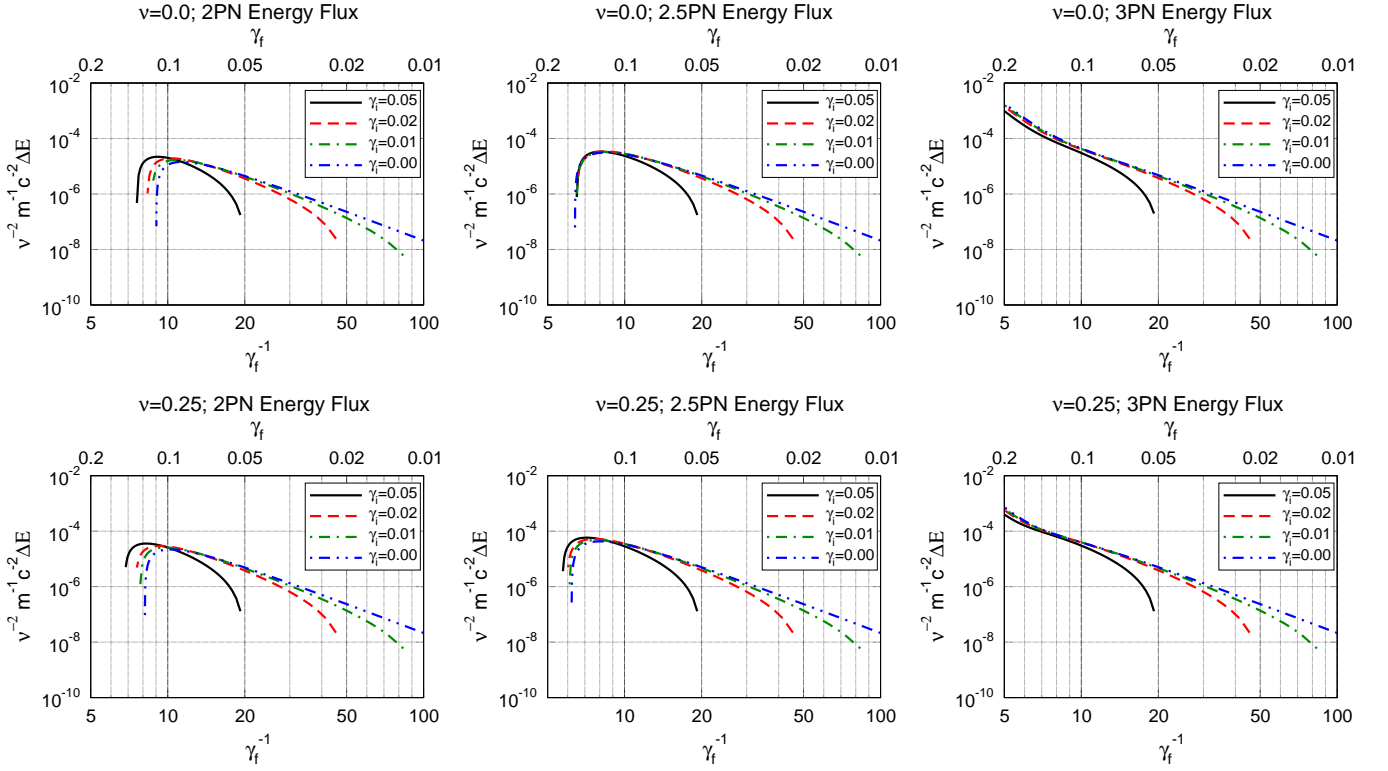 ν=0.0; 2PN Energy Flux
γf
0.2 0.1 0.05 0.02 0.01
ν⁻² m⁻¹ c⁻² ΔE
10⁻²
10⁻⁴
10⁻⁶
10⁻⁸
10⁻¹⁰
γi=0.05
γi=0.02
γi=0.01
γi=0.00
5 10 20 50 100
γf⁻¹
ν=0.0; 2.5PN Energy Flux
γf
0.2 0.1 0.05 0.02 0.01
ν⁻² m⁻¹ c⁻² ΔE
10⁻²
10⁻⁴
10⁻⁶
10⁻⁸
10⁻¹⁰
γi=0.05
γi=0.02
γi=0.01
γi=0.00
5 10 20 50 100
γf⁻¹
ν=0.0; 3PN Energy Flux
γf
0.2 0.1 0.05 0.02 0.01
ν⁻² m⁻¹ c⁻² ΔE
10⁻²
10⁻⁴
10⁻⁶
10⁻⁸
10⁻¹⁰
γi=0.05
γi=0.02
γi=0.01
γi=0.00
5 10 20 50 100
γf⁻¹
ν=0.25; 2PN Energy Flux
γf
0.2 0.1 0.05 0.02 0.01
ν⁻² m⁻¹ c⁻² ΔE
10⁻²
10⁻⁴
10⁻⁶
10⁻⁸
10⁻¹⁰
γi=0.05
γi=0.02
γi=0.01
γi=0.00
5 10 20 50 100
γf⁻¹
ν=0.25; 2.5PN Energy Flux
γf
0.2 0.1 0.05 0.02 0.01
ν⁻² m⁻¹ c⁻² ΔE
10⁻²
10⁻⁴
10⁻⁶
10⁻⁸
10⁻¹⁰
γi=0.05
γi=0.02
γi=0.01
γi=0.00
5 10 20 50 100
γf⁻¹
ν=0.25; 3PN Energy Flux
γf
0.2 0.1 0.05 0.02 0.01
ν⁻² m⁻¹ c⁻² ΔE
10⁻²
10⁻⁴
10⁻⁶
10⁻⁸
10⁻¹⁰
γi=0.05
γi=0.02
γi=0.01
γi=0.00
5 10 20 50 100
γf⁻¹